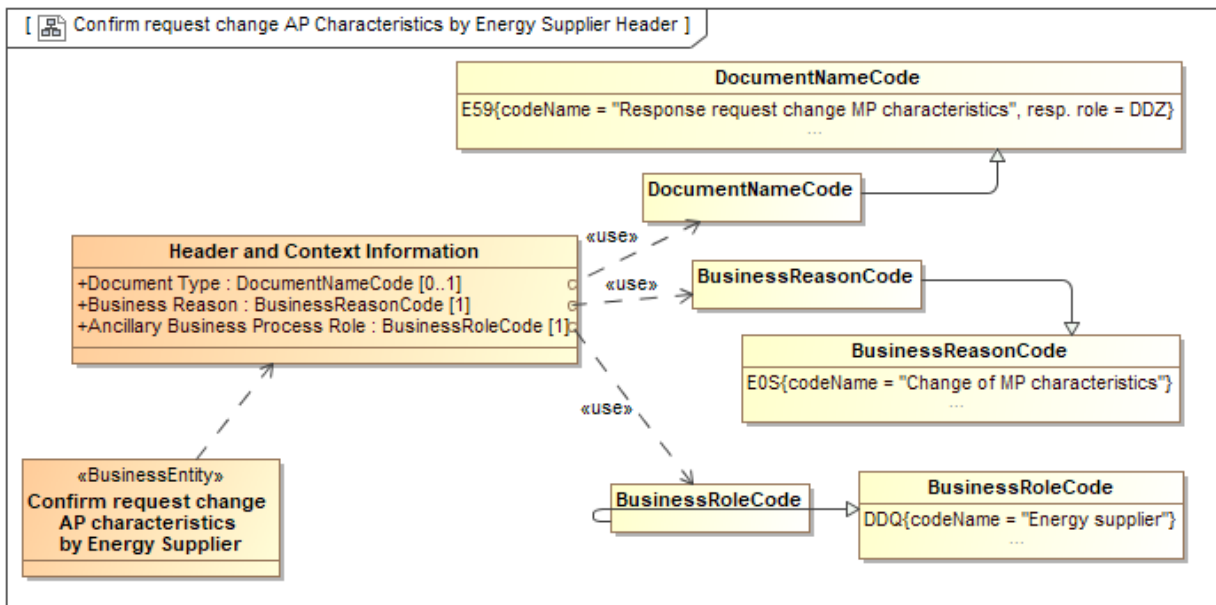 [ Confirm request change AP Characteristics by Energy Supplier Header ]
DocumentNameCode
E59{codeName = "Response request change MP characteristics", resp. role = DDZ}
...
DocumentNameCode
«use»
Header and Context Information
+Document Type : DocumentNameCode [0..1]
+Business Reason : BusinessReasonCode [1]
+Ancillary Business Process Role : BusinessRoleCode [1]
«use»
BusinessReasonCode
BusinessReasonCode
E0S{codeName = "Change of MP characteristics"}
...
«use»
«BusinessEntity»
Confirm request change
AP characteristics
by Energy Supplier
BusinessRoleCode
BusinessRoleCode
DDQ{codeName = "Energy supplier"}
...